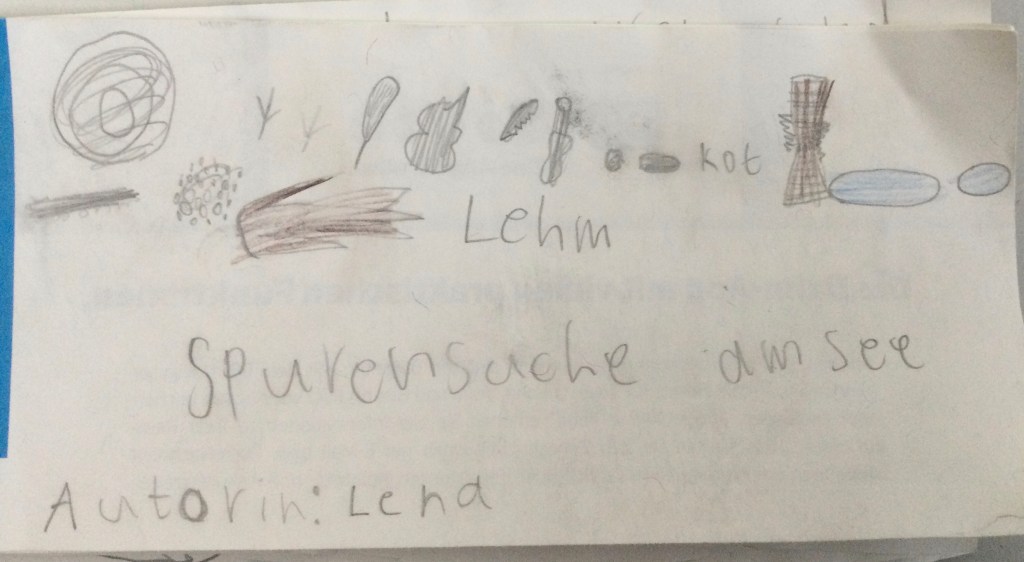 Kot
Lehm
Spurensuche am See
Autorin: Lena